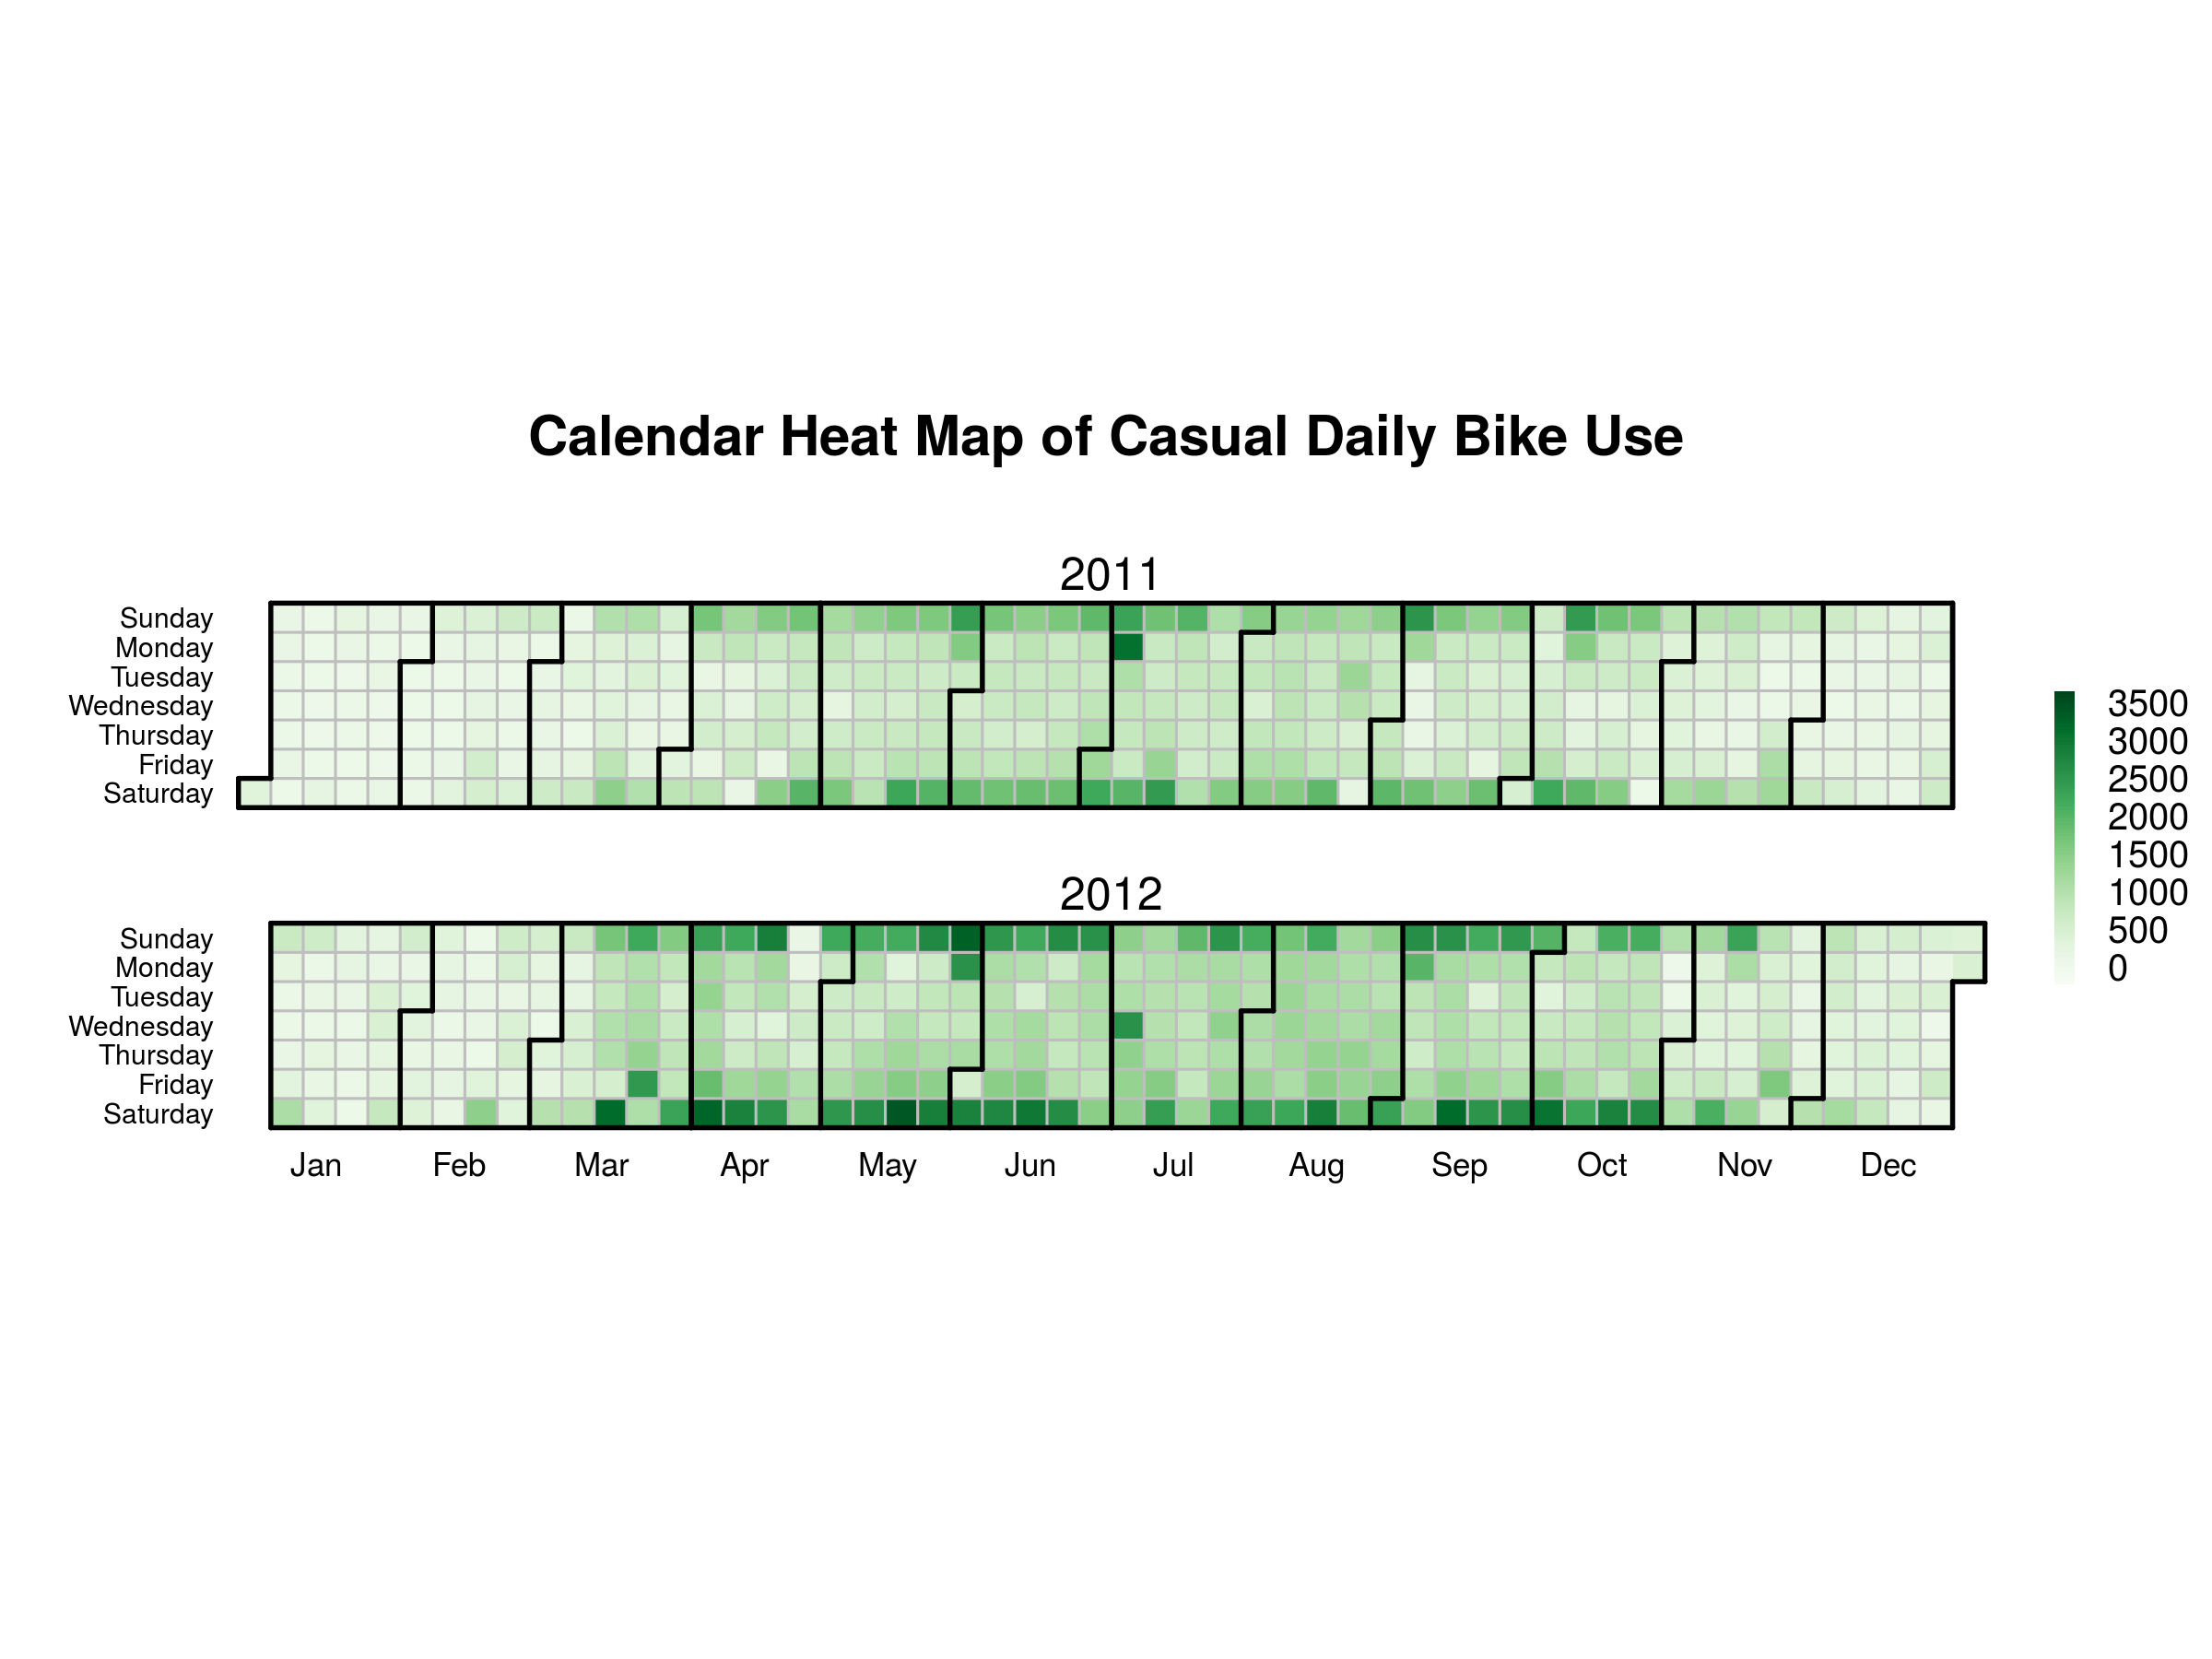 Calendar Heat Map of Casual Daily Bike Use
2011
Sunday
Monday
Tuesday
Wednesday
Thursday
Friday
Saturday
2012
Sunday
Monday
Tuesday
Wednesday
Thursday
Friday
Saturday
Jan Feb Mar Apr May Jun Jul Aug Sep Oct Nov Dec
3500
3000
2500
2000
1500
1000
500
0